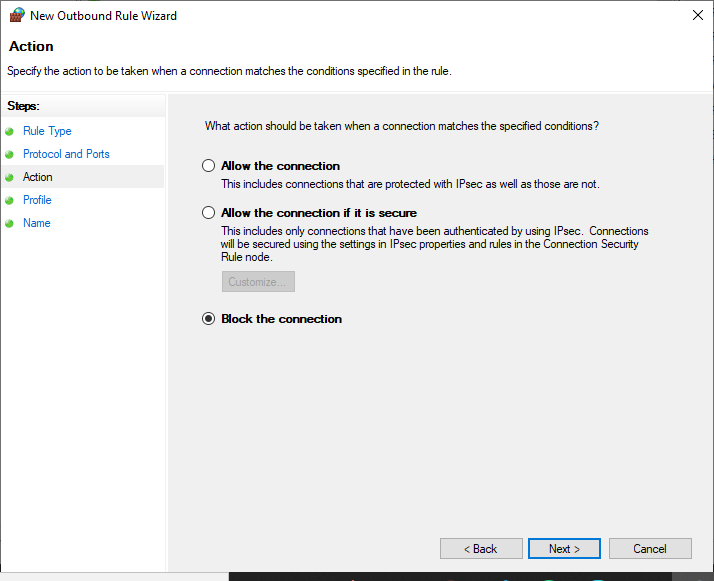 New Outbound Rule Wizard
Action
Specify the action to be taken when a connection matches the conditions specified in the rule.
Steps:
Rule Type
Protocol and Ports
Action
Profile
Name
What action should be taken when a connection matches the specified conditions?
Allow the connection
This includes connections that are protected with IPsec as well as those are not.
Allow the connection if it is secure
This includes only connections that have been authenticated by using IPsec. Connections
will be secured using the settings in IPsec properties and rules in the Connection Security
Rule node.
Customize...
Block the connection
< Back
Next >
Cancel